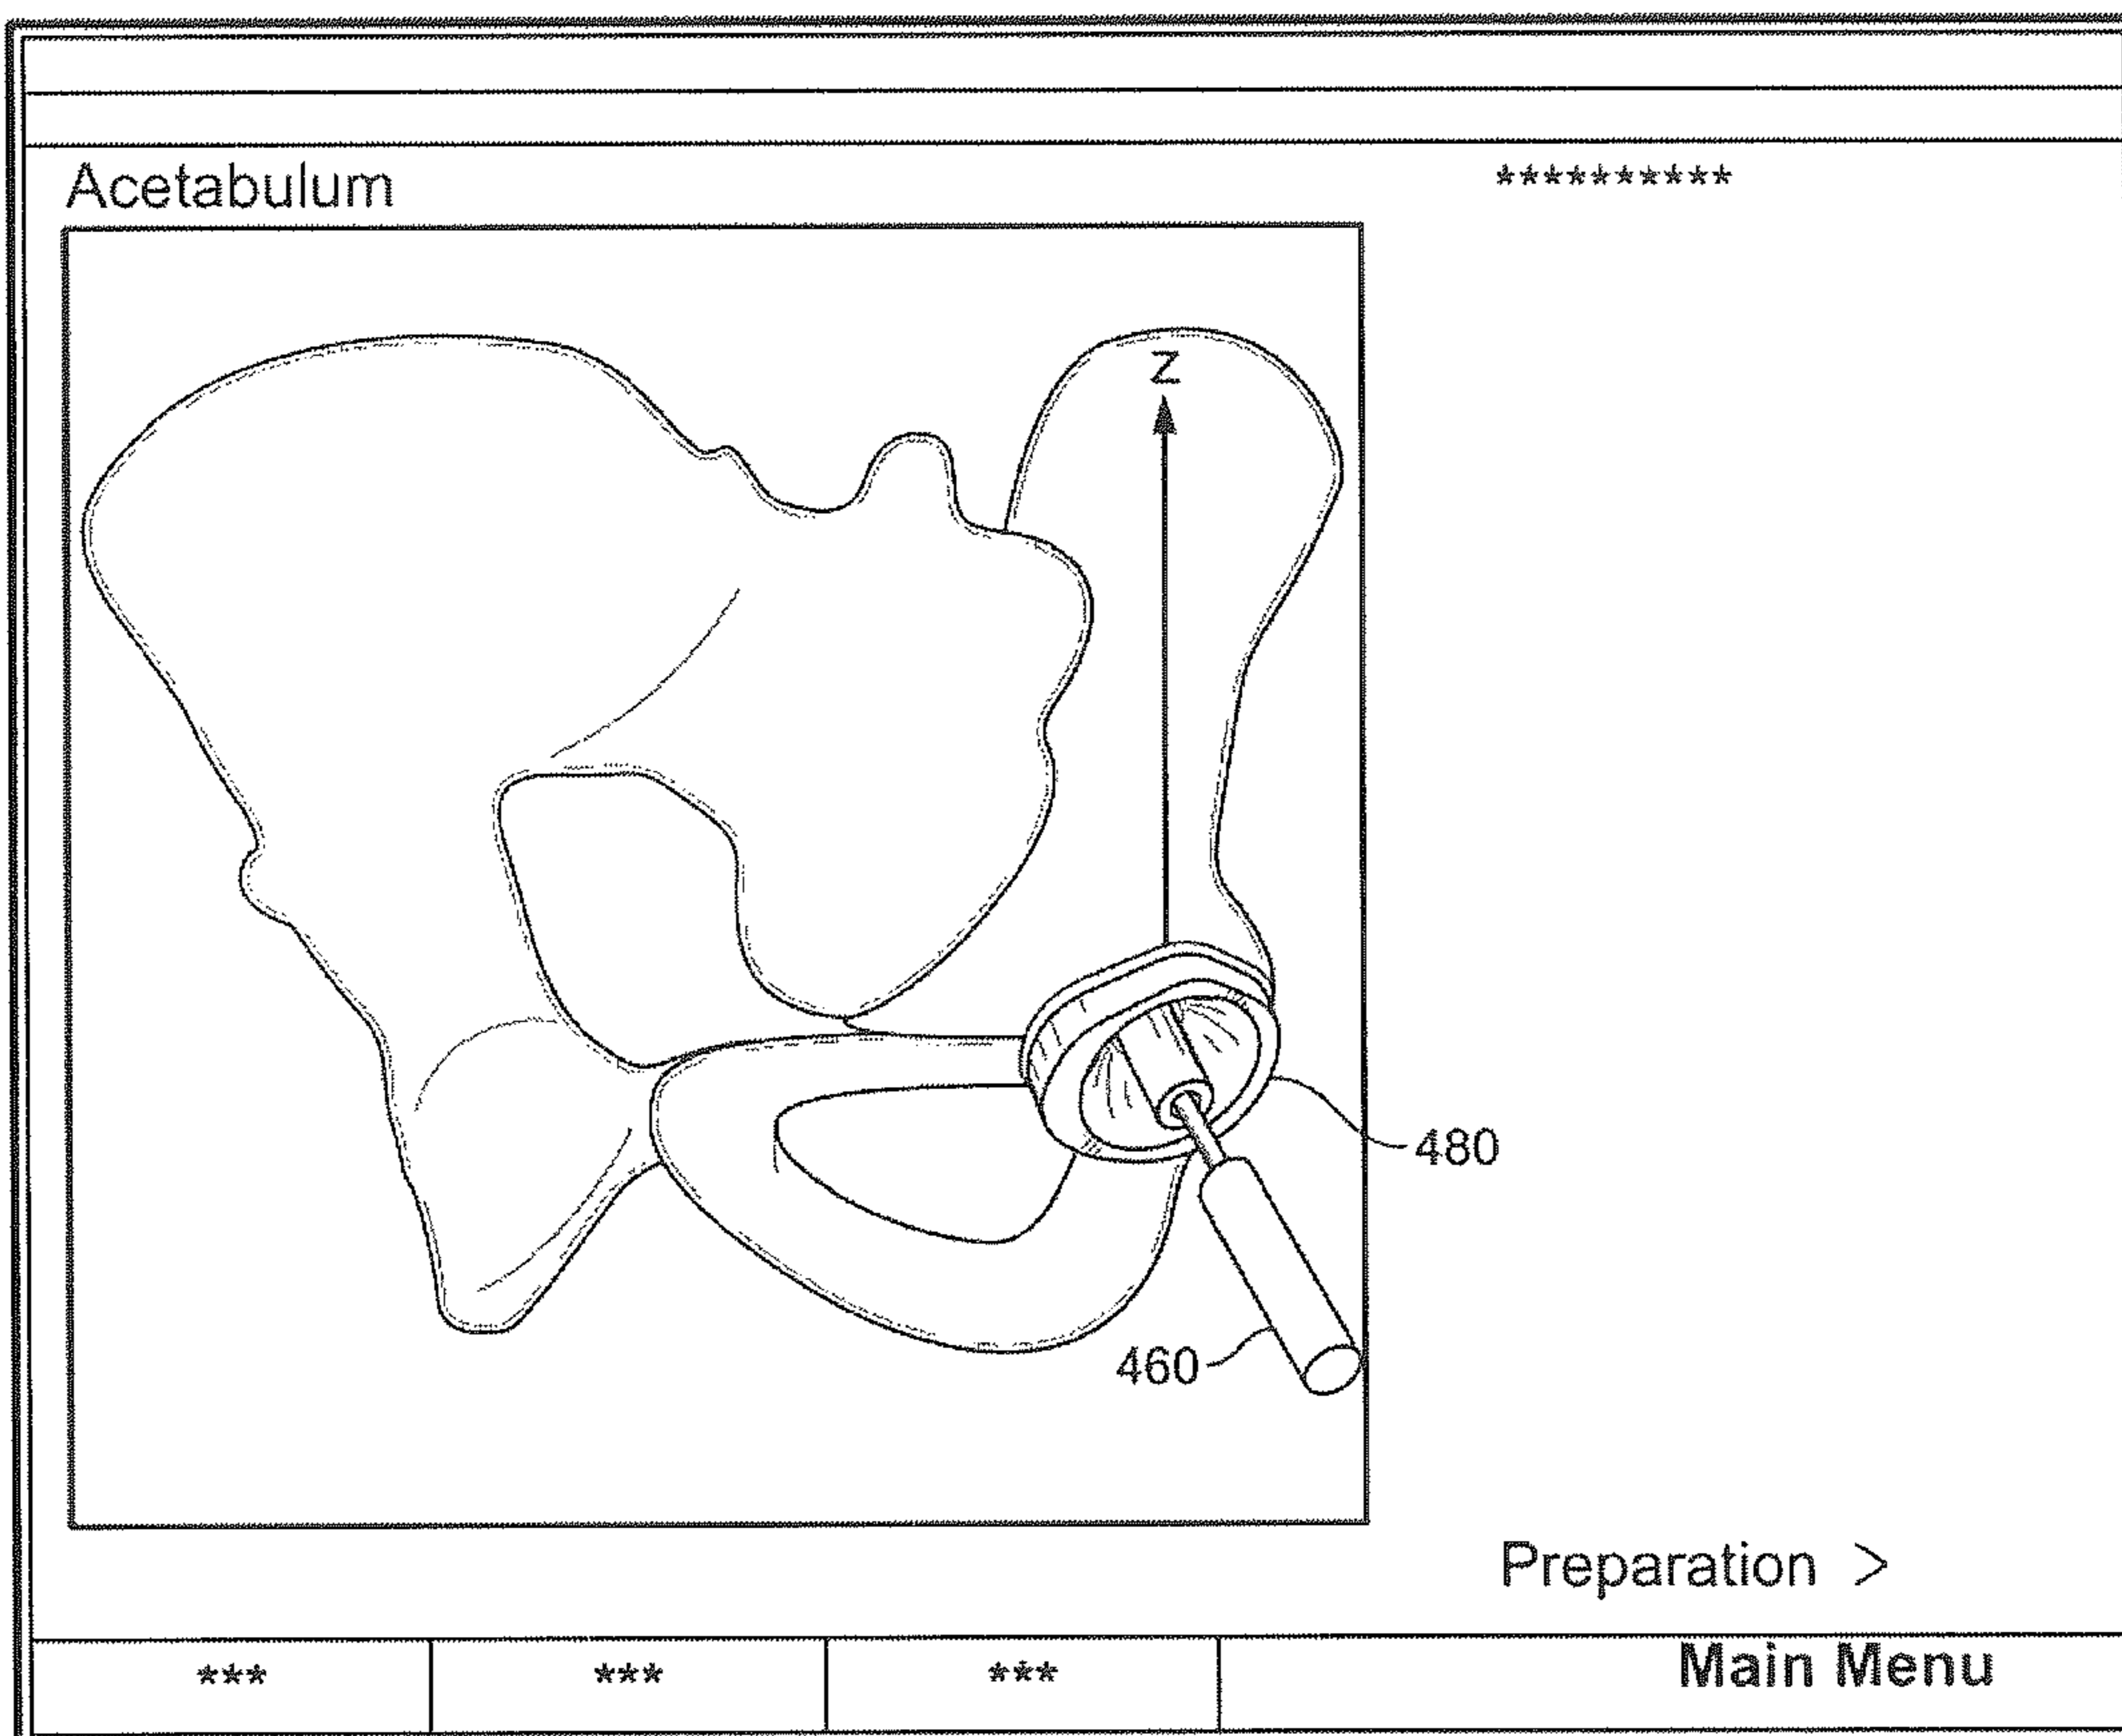 Acetabulum
**********
Z
480
460
Preparation >
*** *** *** Main Menu